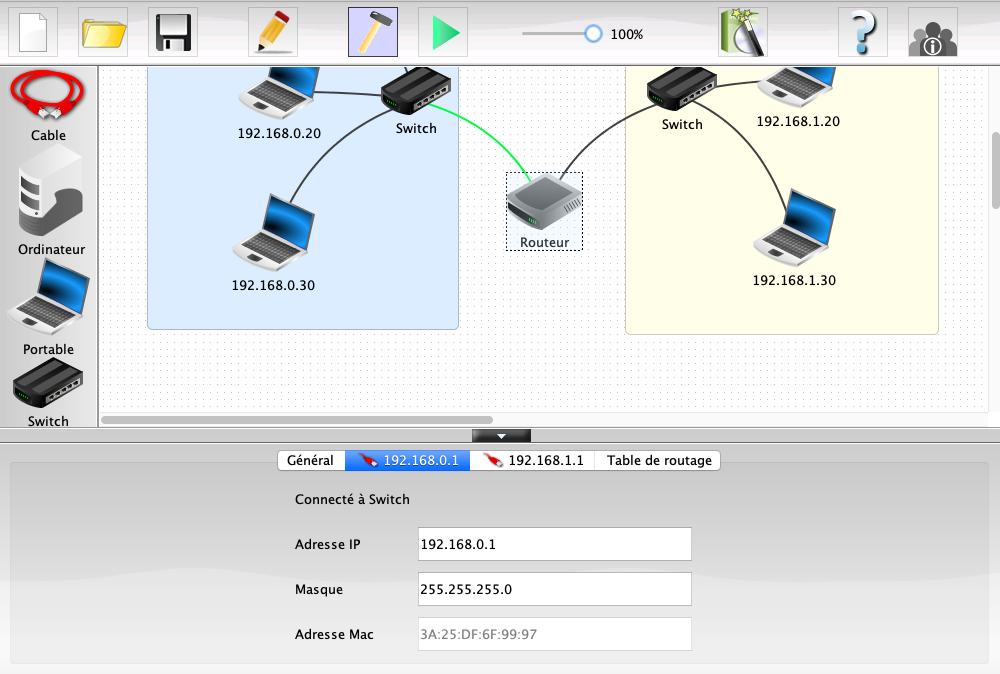 100%
Cable
Ordinateur
Portable
Switch
192.168.0.20
Switch
192.168.0.30
Routeur
Switch
192.168.1.20
192.168.1.30
Général
192.168.0.1
192.168.1.1
Table de routage
Connecté à Switch
Adresse IP
192.168.0.1
Masque
255.255.255.0
Adresse Mac
3A:25:DF:6F:99:97